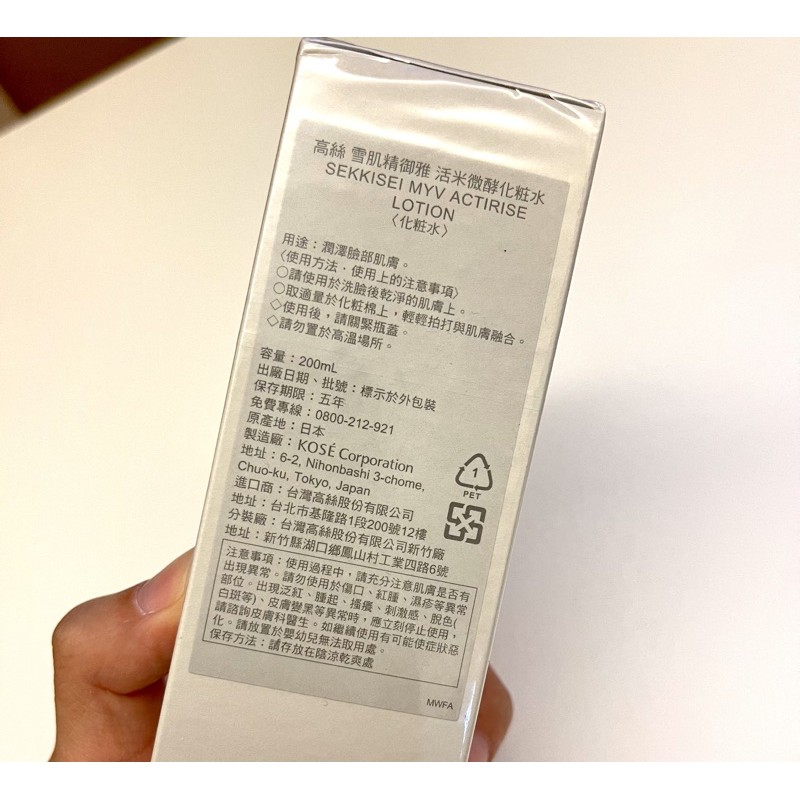 高絲 雪肌精御雅 活米微酵化粧水
SEKKISEI MYV ACTIRISE
LOTION
〈化粧水〉
用途：潤澤臉部肌膚。
〈使用方法．使用上的注意事項〉
○請使用於洗臉後乾淨的肌膚上。
○取適量於化粧棉上，輕輕拍打與肌膚融合。
◇使用後，請關緊瓶蓋。
◇請勿置於高溫場所。
容量：200mL
出廠日期、批號：標示於外包裝
保存期限：五年
免費專線：0800-212-921
原產地：日本
製造廠：KOSÉ Corporation
地址：6-2, Nihonbashi 3-chome,
Chuo-ku, Tokyo, Japan
進口商：台灣高絲股份有限公司
地址：台北市基隆路1段200號12樓
分裝廠：台灣高絲股份有限公司新竹廠
地址：新竹縣湖口鄉鳳山村工業四路6號
1
PET
注意事項：使用過程中，請充分注意肌膚是否有
出現異常。請勿使用於傷口、紅腫、濕疹等異常
部位。出現泛紅、腫起、搔癢、刺激感、脫色(
白斑等)、皮膚變黑等異常時，應立刻停止使用，
請諮詢皮膚科醫生。如繼續使用有可能使症狀惡
化。請放置於嬰幼兒無法取用處。
保存方法：請存放在陰涼乾爽處
MWFA